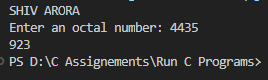 SHIV ARORA
Enter an octal number: 4435
923
PS D:\C Assignements\Run C Programs>